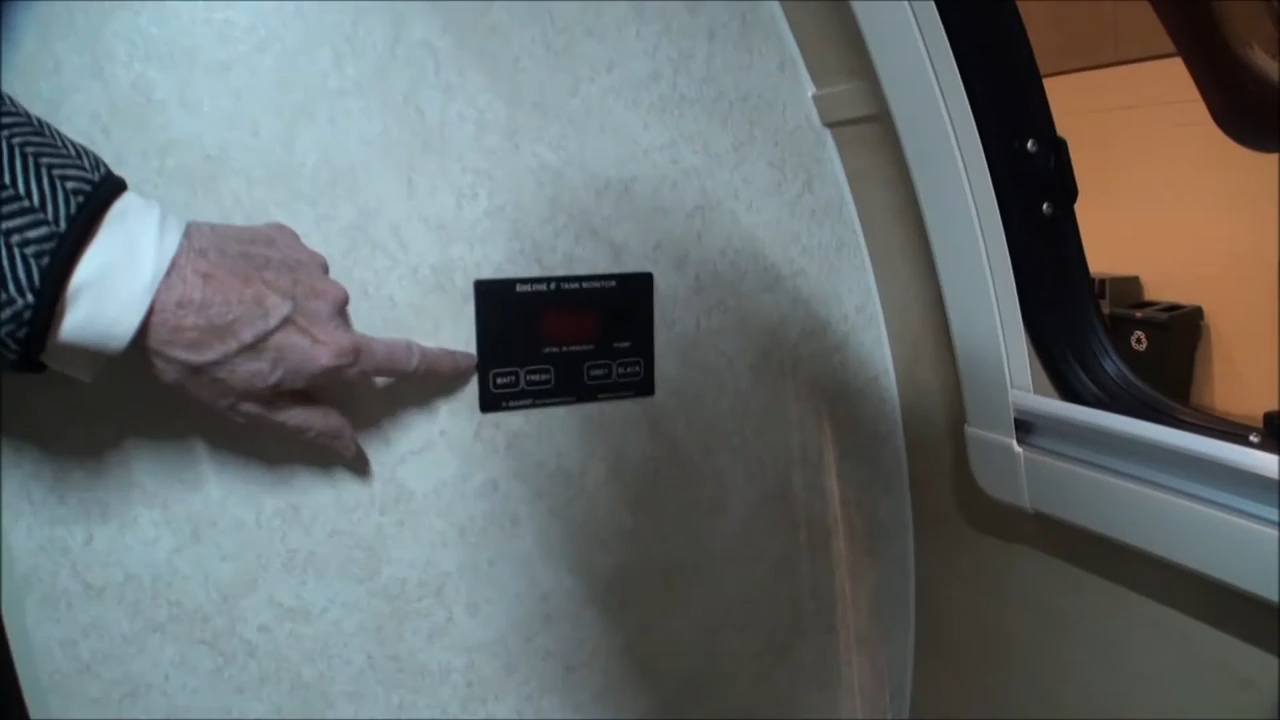 SeeLeveL II TANK MONITOR
LEVEL IN PERCENT PUMP
BATT FRESH GREY BLACK